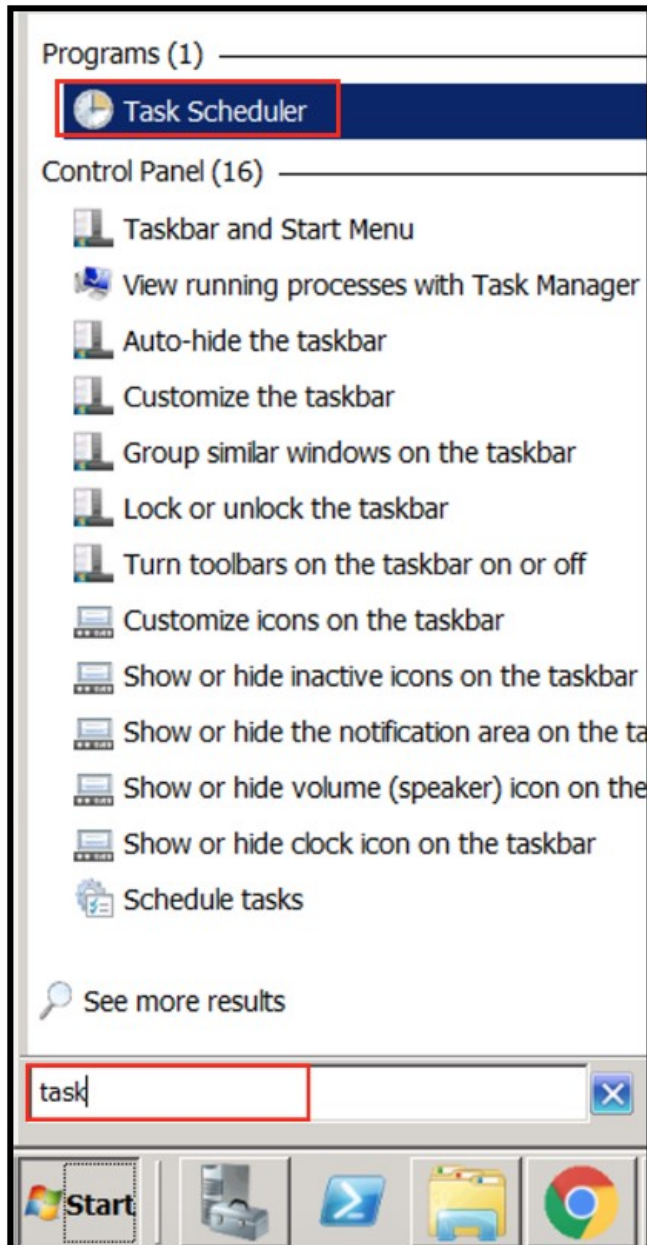 Programs (1)
Task Scheduler
Control Panel (16)
Taskbar and Start Menu
View running processes with Task Manager
Auto-hide the taskbar
Customize the taskbar
Group similar windows on the taskbar
Lock or unlock the taskbar
Turn toolbars on the taskbar on or off
Customize icons on the taskbar
Show or hide inactive icons on the taskbar
Show or hide the notification area on the ta
Show or hide volume (speaker) icon on the
Show or hide clock icon on the taskbar
Schedule tasks
See more results
task
Start